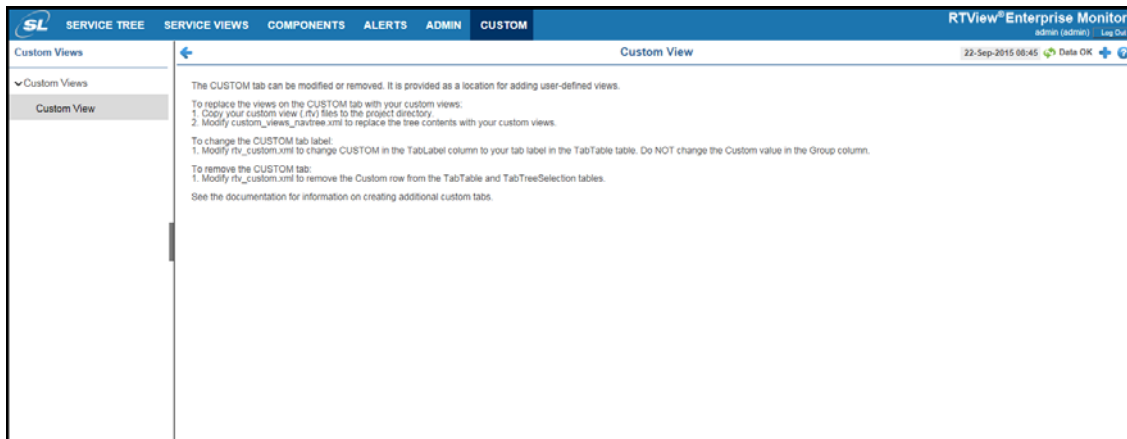 SL SERVICE TREE SERVICE VIEWS COMPONENTS ALERTS ADMIN CUSTOM
RTView®Enterprise Monitor
admin (admin) Log Out
Custom Views
Custom View
22-Sep-2015 08:45 Data OK
Custom Views
Custom View
The CUSTOM tab can be modified or removed. It is provided as a location for adding user-defined views.
To replace the views on the CUSTOM tab with your custom views:
1. Copy your custom view (.rtv) files to the project directory.
2. Modify custom_views_navtree.xml to replace the tree contents with your custom views.
To change the CUSTOM tab label:
1. Modify rtv_custom.xml to change CUSTOM in the TabLabel column to your tab label in the TabTable table. Do NOT change the Custom value in the Group column.
To remove the CUSTOM tab:
1. Modify rtv_custom.xml to remove the Custom row from the TabTable and TabTreeSelection tables.
See the documentation for information on creating additional custom tabs.